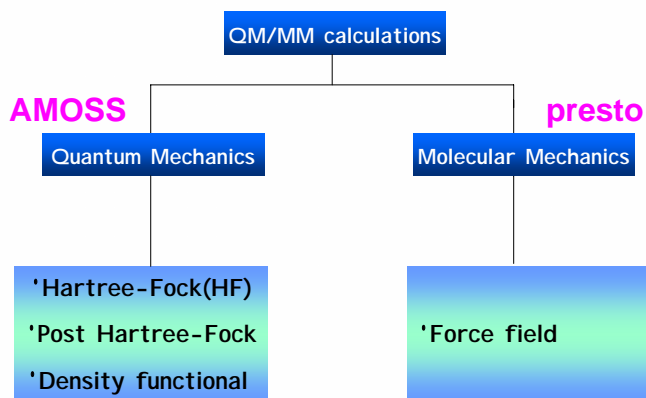 QM/MM calculations
AMOSS
presto
Quantum Mechanics
Molecular Mechanics
'Hartree-Fock(HF)
'Post Hartree-Fock
'Density functional
'Force field